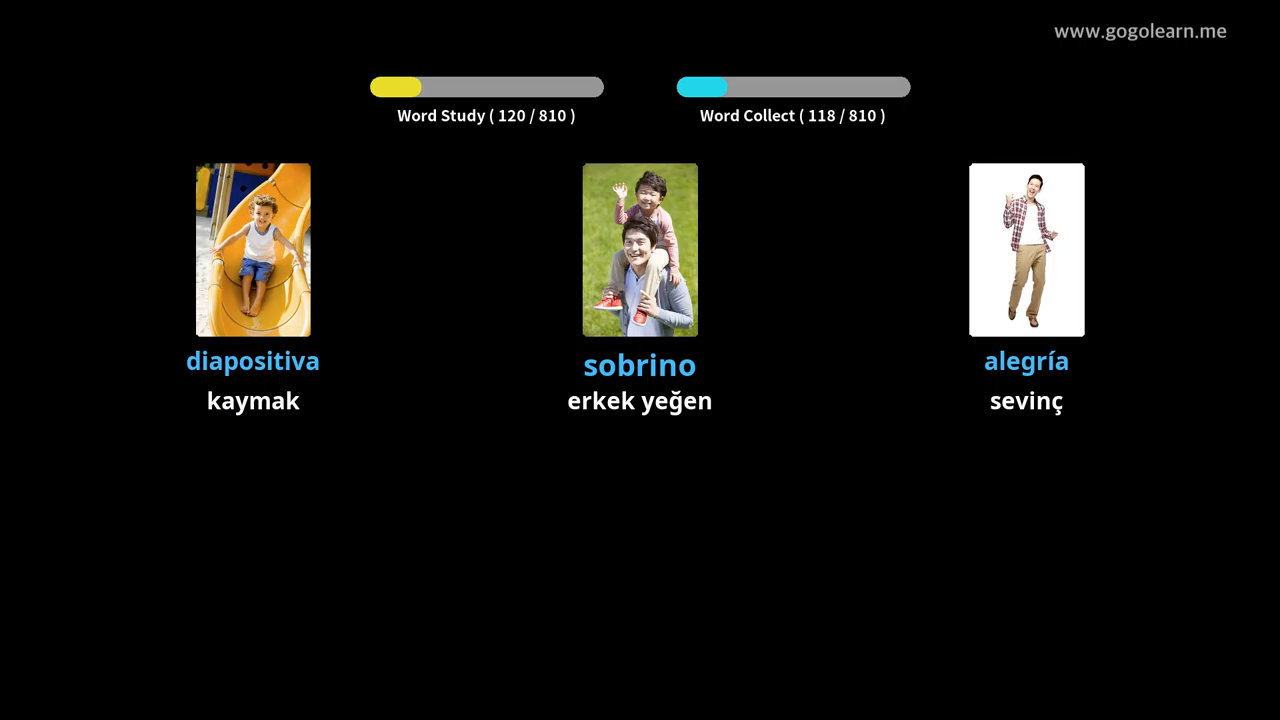 www.gogolearn.me
Word Study ( 120 / 810 )
Word Collect ( 118 / 810 )
diapositiva
kaymak
sobrino
erkek yeğen
alegría
sevinç